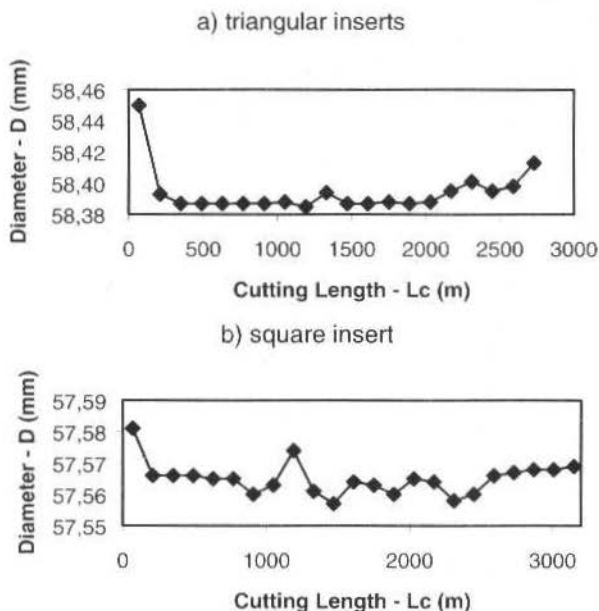 a) triangular inserts
58,46
58,44
58,42
58,40
58,38
Diameter - D (mm)
0 500 1000 1500 2000 2500 3000
Cutting Length - Lc (m)
b) square insert
57,59
57,58
57,57
57,56
57,55
Diameter - D (mm)
0 1000 2000 3000
Cutting Length - Lc (m)